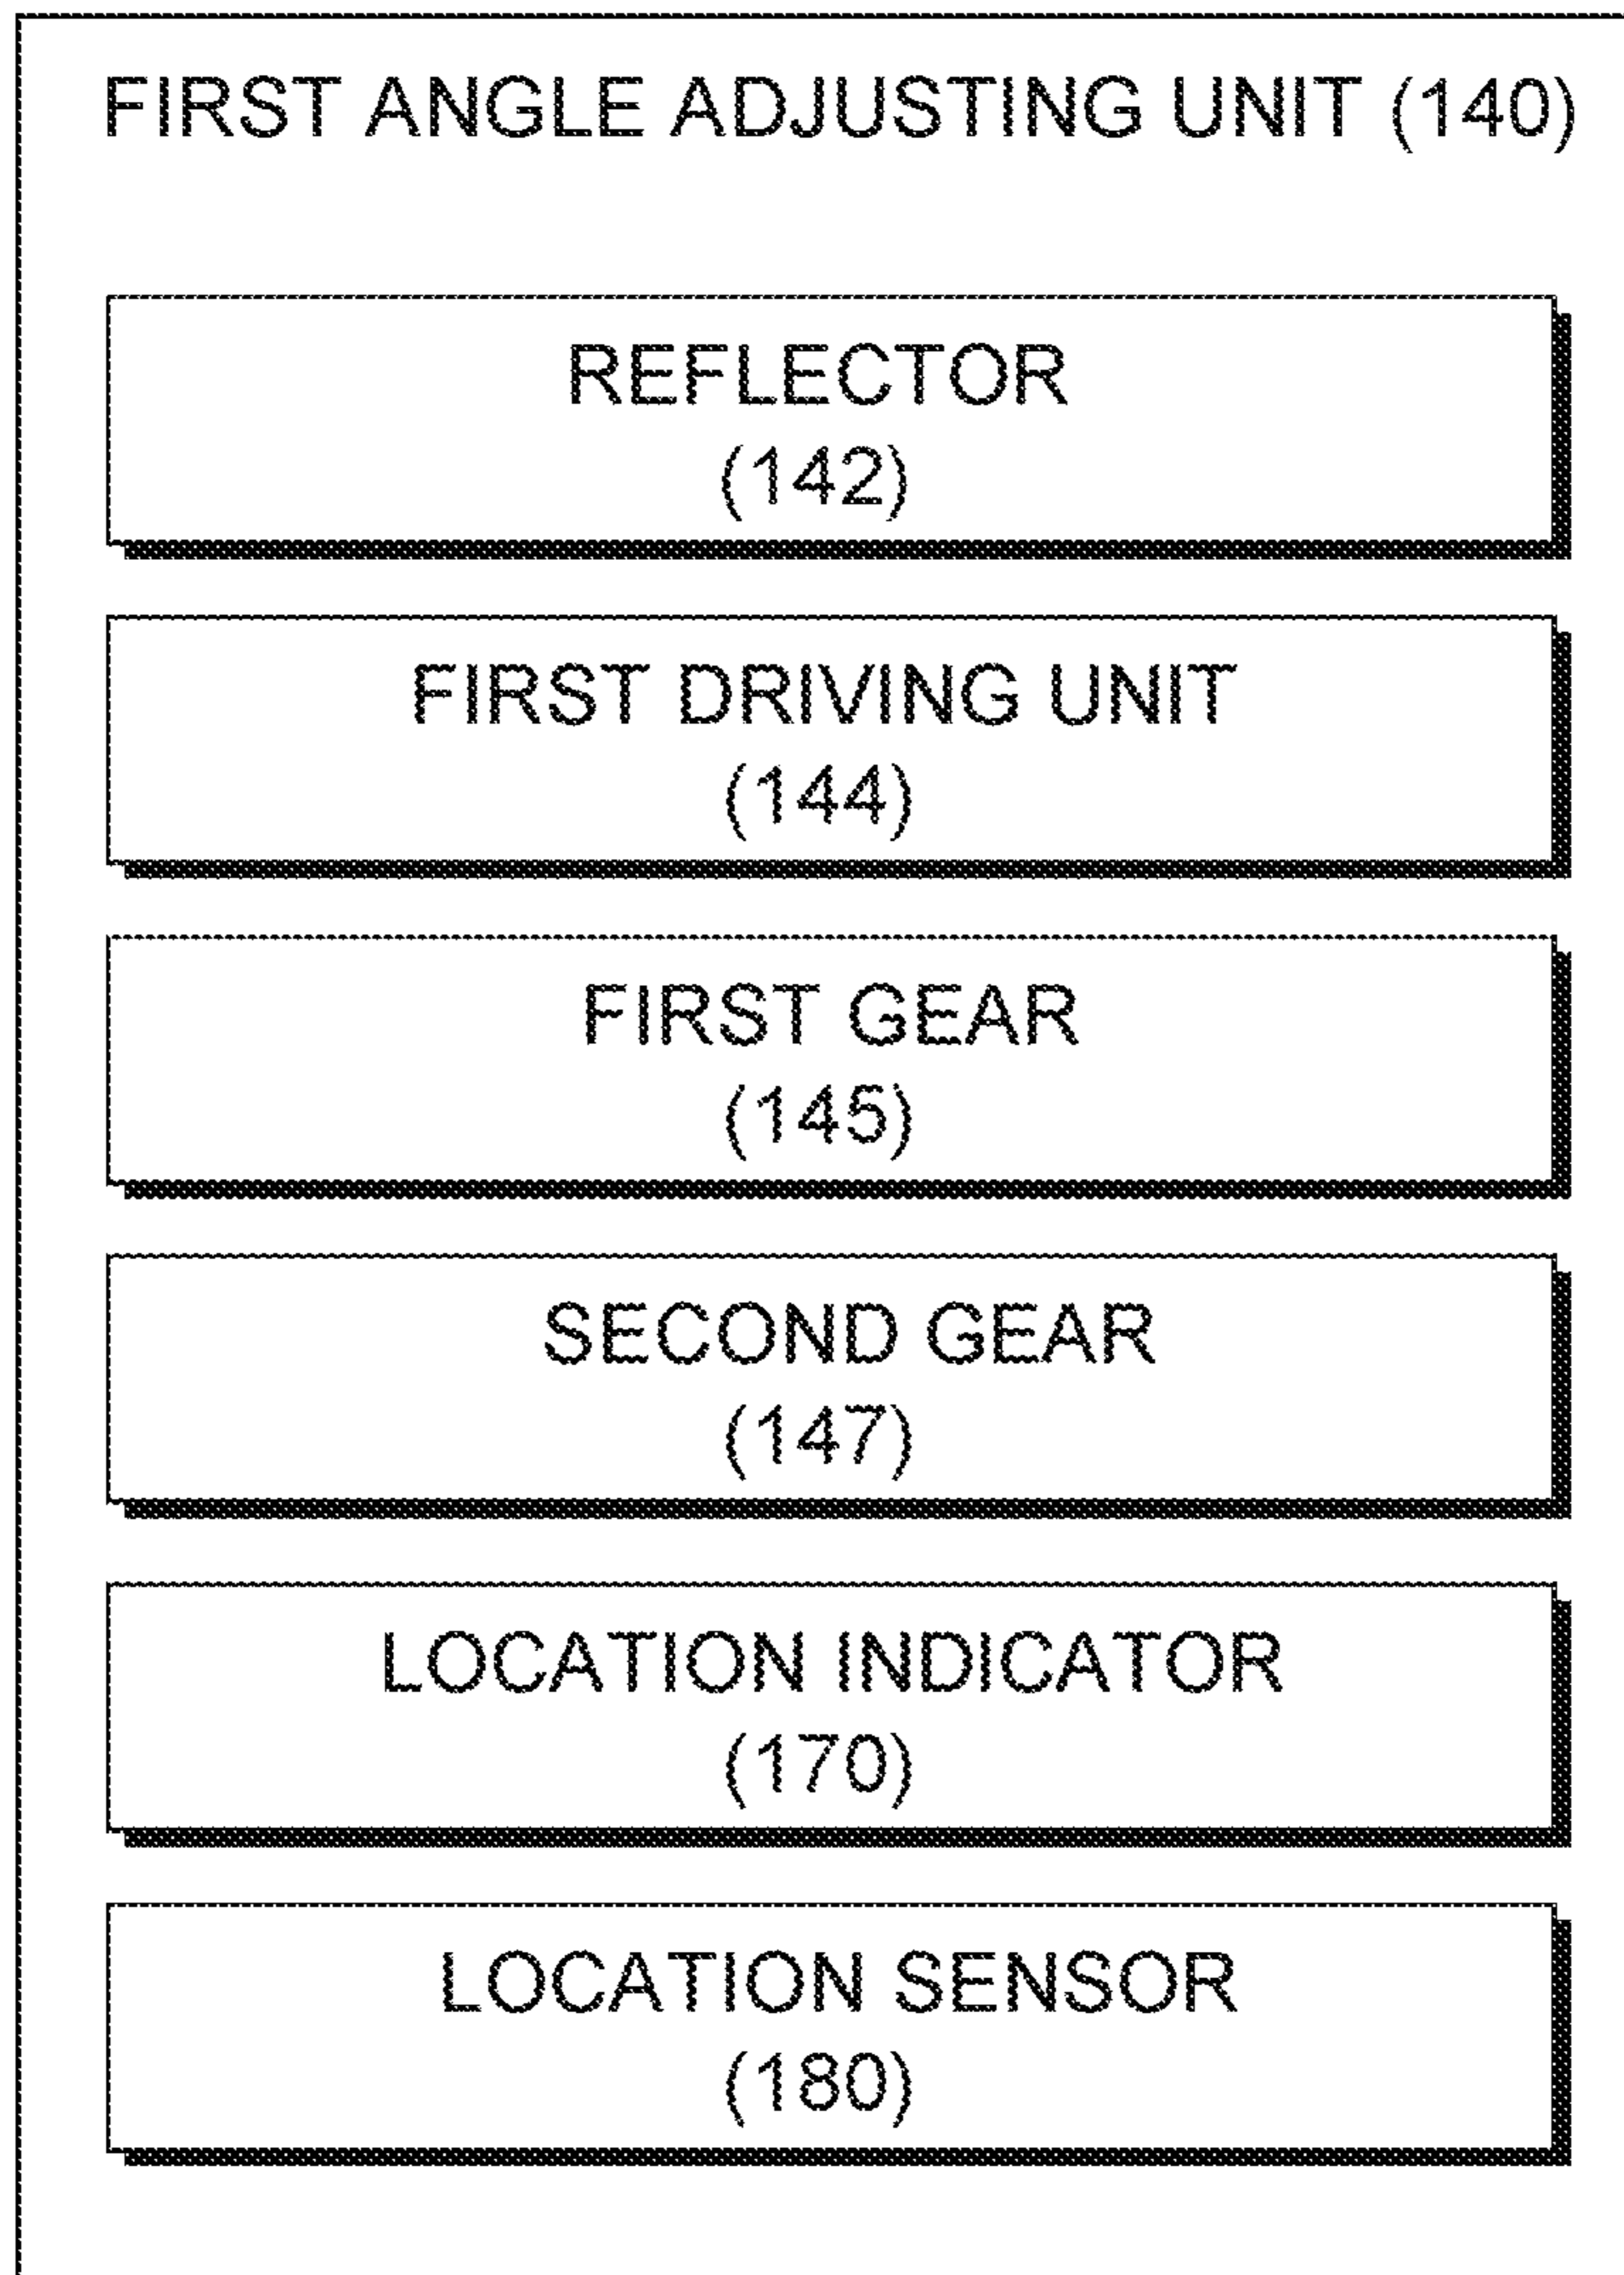 FIRST ANGLE ADJUSTING UNIT (140)
REFLECTOR
(142)
FIRST DRIVING UNIT
(144)
FIRST GEAR
(145)
SECOND GEAR
(147)
LOCATION INDICATOR
(170)
LOCATION SENSOR
(180)